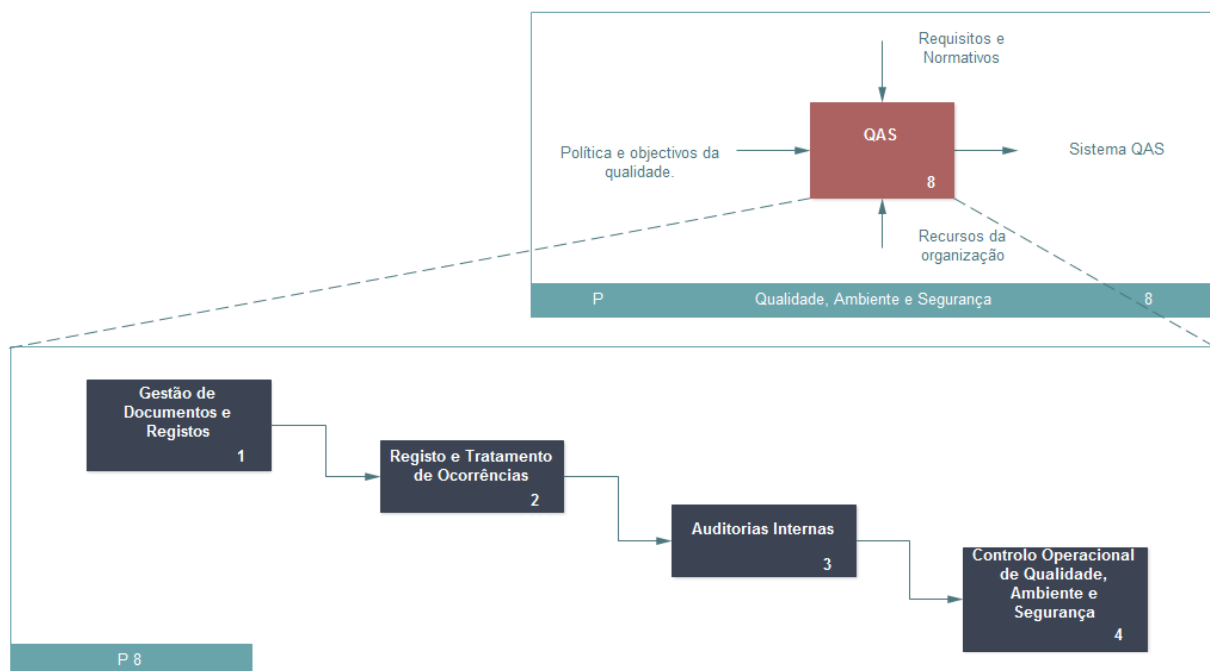 Requisitos e
Normativos
QAS
8
Política e objectivos da
qualidade.
Sistema QAS
Recursos da
organização
P
Qualidade, Ambiente e Segurança
8
Gestão de
Documentos e
Registos
1
Registo e Tratamento
de Ocorrências
2
Auditorias Internas
3
Controlo Operacional
de Qualidade,
Ambiente e
Segurança
4
P 8